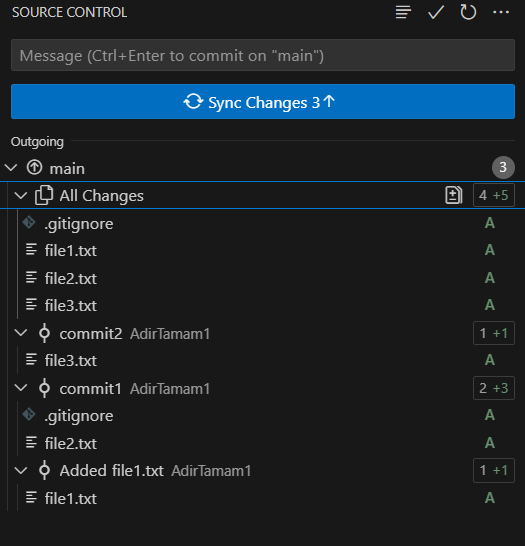 SOURCE CONTROL
Message (Ctrl+Enter to commit on "main")
Sync Changes 3↑
Outgoing
main 3
All Changes 4 +5
.gitignore A
file1.txt A
file2.txt A
file3.txt A
commit2 AdirTamam1 1 +1
file3.txt A
commit1 AdirTamam1 2 +3
.gitignore A
file2.txt A
Added file1.txt AdirTamam1 1 +1
file1.txt A